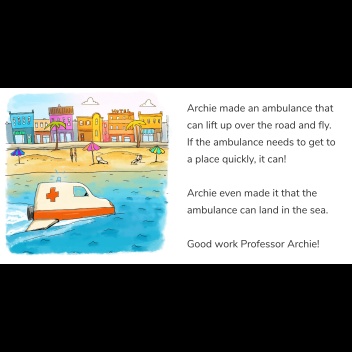 HOTEL
Archie made an ambulance that
can lift up over the road and fly.
If the ambulance needs to get to
a place quickly, it can!
Archie even made it that the
ambulance can land in the sea.
Good work Professor Archie!